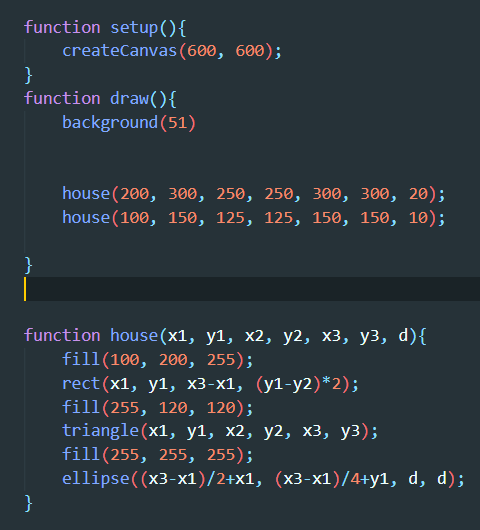 function setup(){
    createCanvas(600, 600);
}
function draw(){
    background(51)
    house(200, 300, 250, 250, 300, 300, 20);
    house(100, 150, 125, 125, 150, 150, 10);
}
function house(x1, y1, x2, y2, x3, y3, d){
    fill(100, 200, 255);
    rect(x1, y1, x3-x1, (y1-y2)*2);
    fill(255, 120, 120);
    triangle(x1, y1, x2, y2, x3, y3);
    fill(255, 255, 255);
    ellipse((x3-x1)/2+x1, (x3-x1)/4+y1, d, d);
}